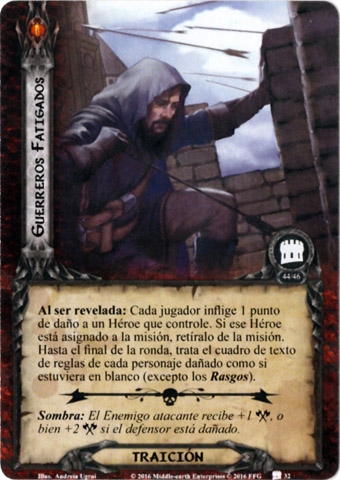 GUERREROS FATIGADOS
44/46
Al ser revelada: Cada jugador inflige 1 punto
de daño a un Héroe que controle. Si ese Héroe
está asignado a la misión, retíralo de la misión.
Hasta el final de la ronda, trata el cuadro de texto
de reglas de cada personaje dañado como si
estuviera en blanco (excepto los Rasgos).
Sombra: El Enemigo atacante recibe +1, o
bien +2 si el defensor está dañado.
TRAICIÓN
Illus. Andreia Ugrai © 2016 Middle-earth Enterprises © 2016 FFG 32